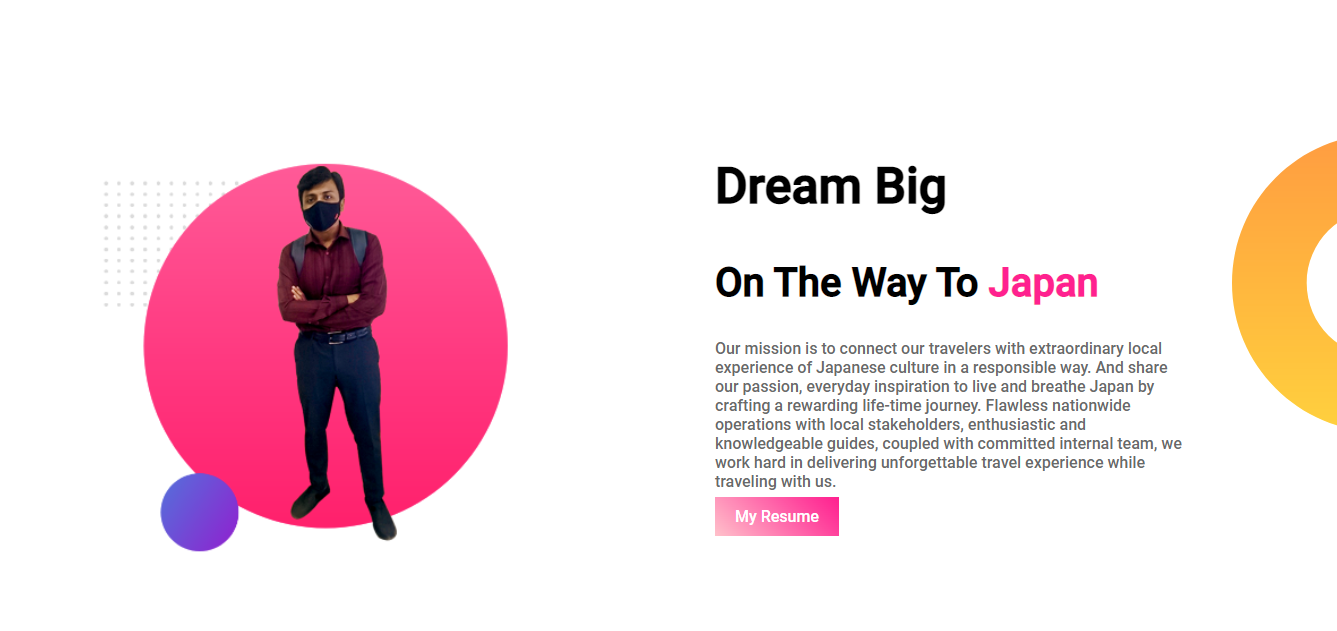 Dream Big
On The Way To Japan
Our mission is to connect our travelers with extraordinary local
experience of Japanese culture in a responsible way. And share
our passion, everyday inspiration to live and breathe Japan by
crafting a rewarding life-time journey. Flawless nationwide
operations with local stakeholders, enthusiastic and
knowledgeable guides, coupled with committed internal team, we
work hard in delivering unforgettable travel experience while
traveling with us.
My Resume